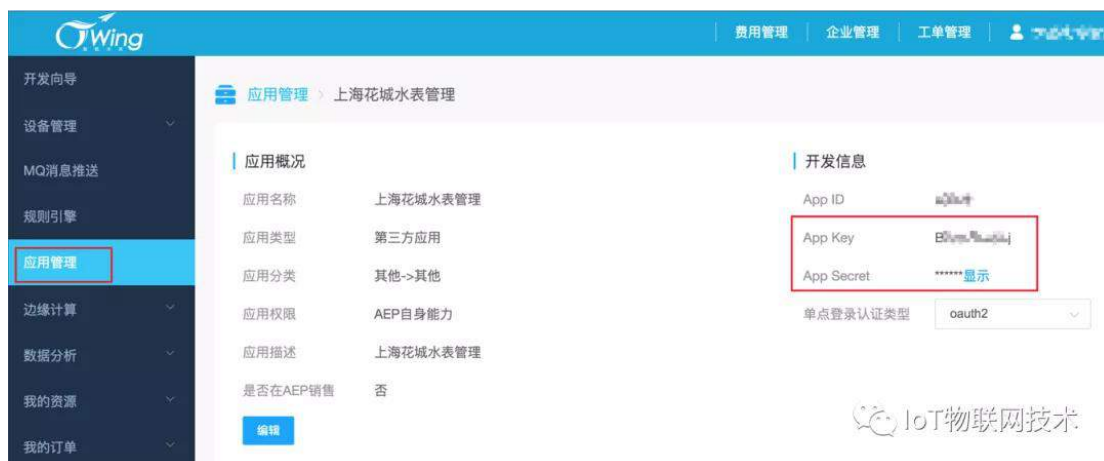 CTWing
费用管理
企业管理
工单管理
开发向导
设备管理
MQ消息推送
规则引擎
应用管理
边缘计算
数据分析
我的资源
我的订单
应用管理 > 上海花城水表管理
应用概况
应用名称 上海花城水表管理
应用类型 第三方应用
应用分类 其他->其他
应用权限 AEP自身能力
应用描述 上海花城水表管理
是否在AEP销售 否
编辑
开发信息
App ID
App Key
App Secret ******显示
单点登录认证类型 oauth2
IoT物联网技术